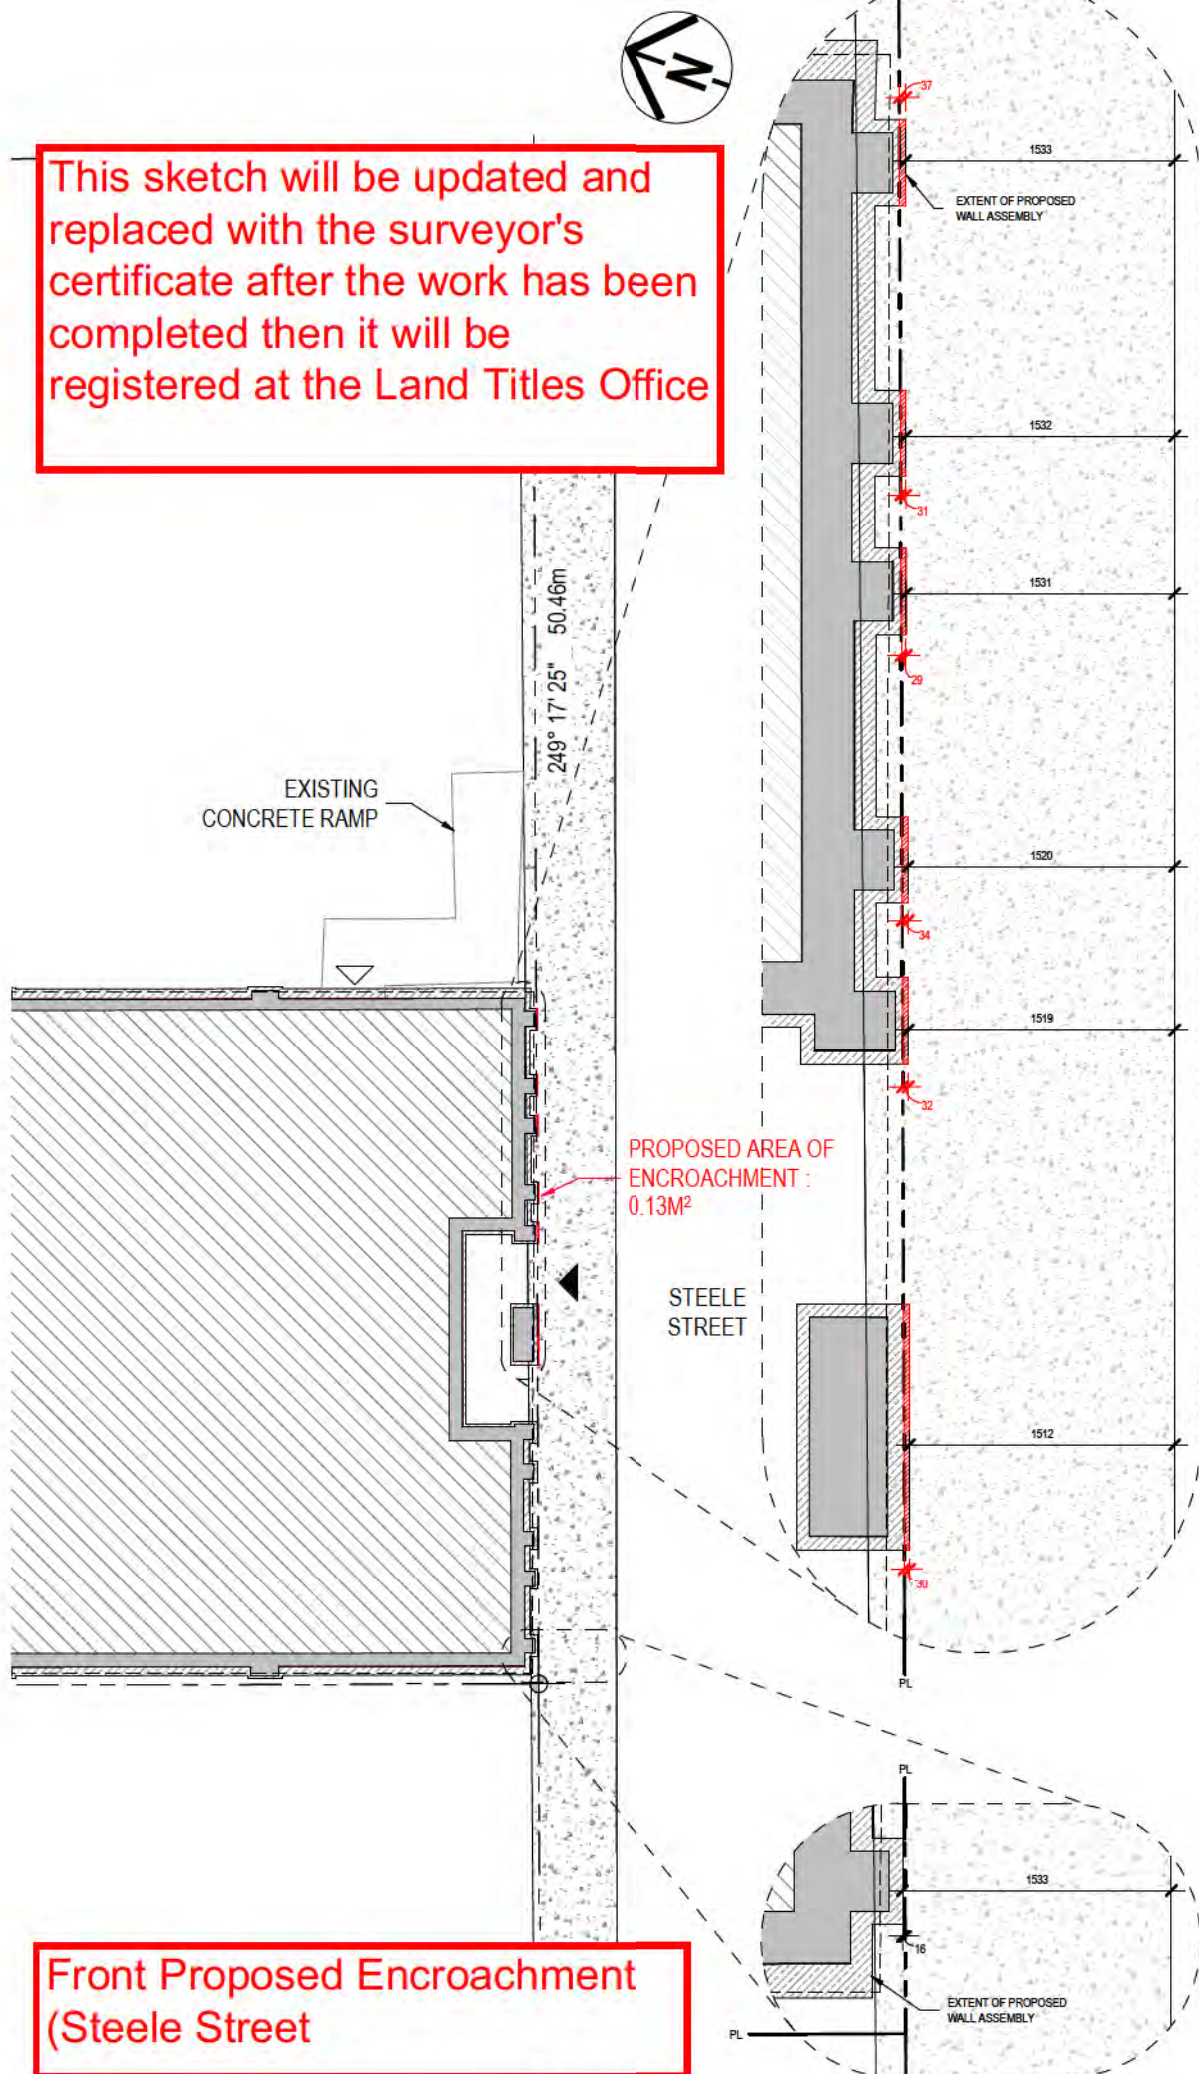 N
This sketch will be updated and
replaced with the surveyor's
certificate after the work has been
completed then it will be
registered at the Land Titles Office
37
1533
EXTENT OF PROPOSED
WALL ASSEMBLY
1532
31
1531
29
249° 17' 25" 50.46m
EXISTING
CONCRETE RAMP
1520
34
1519
32
PROPOSED AREA OF
ENCROACHMENT :
0.13M²
STEELE
STREET
1512
30
PL
PL
1533
16
EXTENT OF PROPOSED
WALL ASSEMBLY
PL
Front Proposed Encroachment
(Steele Street